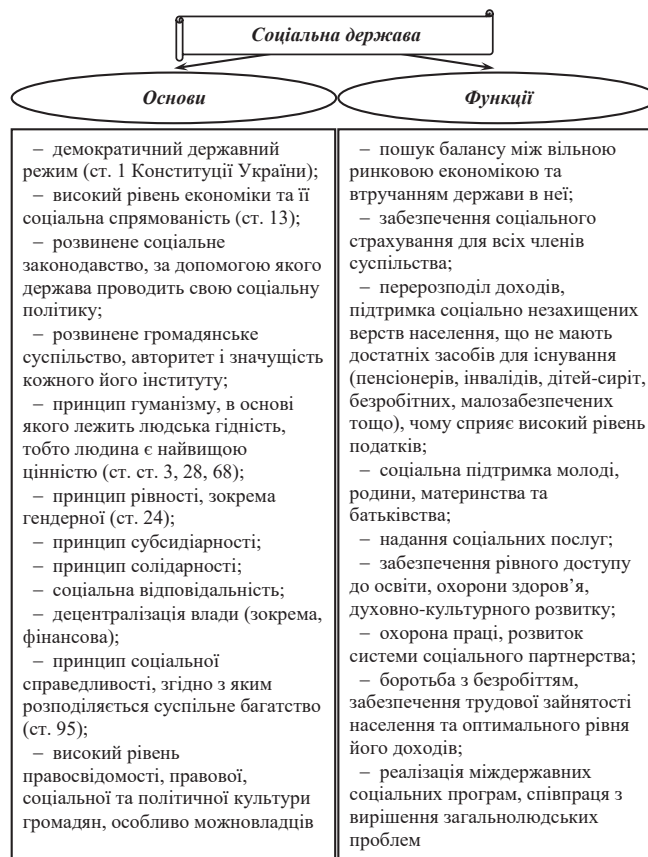 Соціальна держава
Основи
Функції
– демократичний державний
режим (ст. 1 Конституції України);
– високий рівень економіки та її
соціальна спрямованість (ст. 13);
– розвинене соціальне
законодавство, за допомогою якого
держава проводить свою соціальну
політику;
– розвинене громадянське
суспільство, авторитет і значущість
кожного його інституту;
– принцип гуманізму, в основі
якого лежить людська гідність,
тобто людина є найвищою
цінністю (ст. ст. 3, 28, 68);
– принцип рівності, зокрема
гендерної (ст. 24);
– принцип субсидіарності;
– принцип солідарності;
– соціальна відповідальність;
– децентралізація влади (зокрема,
фінансова);
– принцип соціальної
справедливості, згідно з яким
розподіляється суспільне багатство
(ст. 95);
– високий рівень
правосвідомості, правової,
соціальної та політичної культури
громадян, особливо можновладців
– пошук балансу між вільною
ринковою економікою та
втручанням держави в неї;
– забезпечення соціального
страхування для всіх членів
суспільства;
– перерозподіл доходів,
підтримка соціально незахищених
верств населення, що не мають
достатніх засобів для існування
(пенсіонерів, інвалідів, дітей-сиріт,
безробітних, малозабезпечених
тощо), чому сприяє високий рівень
податків;
– соціальна підтримка молоді,
родини, материнства та
батьківства;
– надання соціальних послуг;
– забезпечення рівного доступу
до освіти, охорони здоров’я,
духовно-культурного розвитку;
– охорона праці, розвиток
системи соціального партнерства;
– боротьба з безробіттям,
забезпечення трудової зайнятості
населення та оптимального рівня
його доходів;
– реалізація міждержавних
соціальних програм, співпраця з
вирішення загальнолюдських
проблем